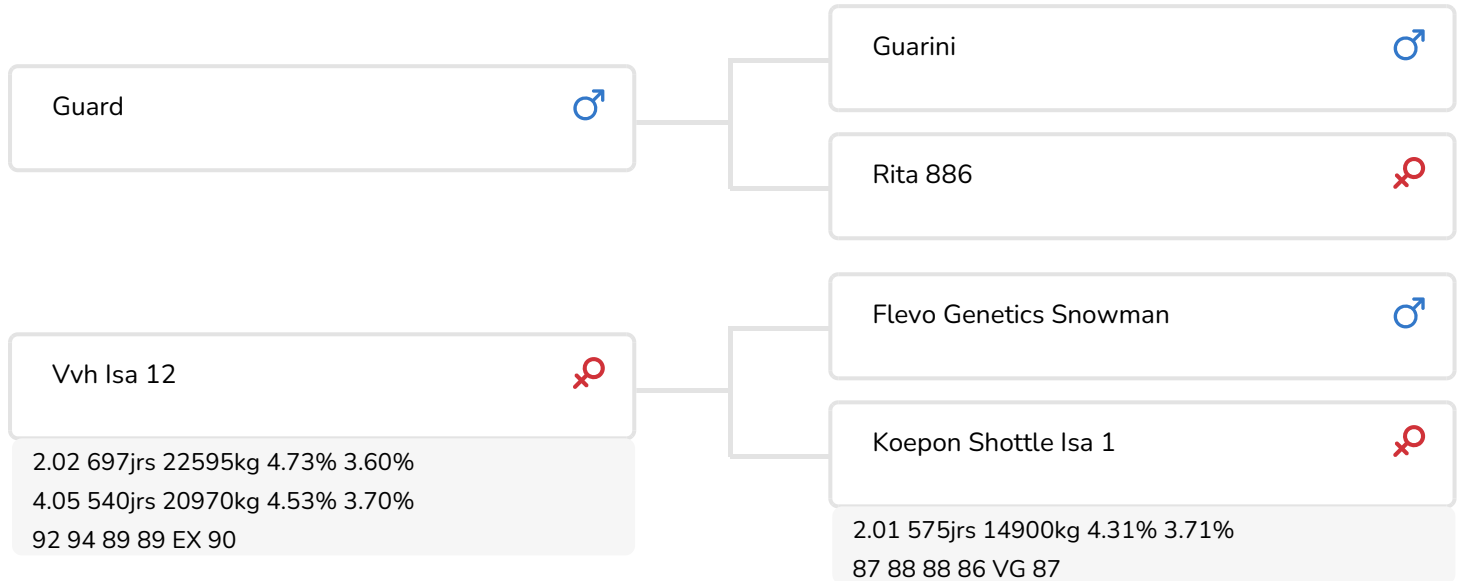 Guard
Guarini
Rita 886
Vvh Isa 12
2.02 697jrs 22595kg 4.73% 3.60%
4.05 540jrs 20970kg 4.53% 3.70%
92 94 89 89 EX 90
Flevo Genetics Snowman
Koepon Shottle Isa 1
2.01 575jrs 14900kg 4.31% 3.71%
87 88 88 86 VG 87